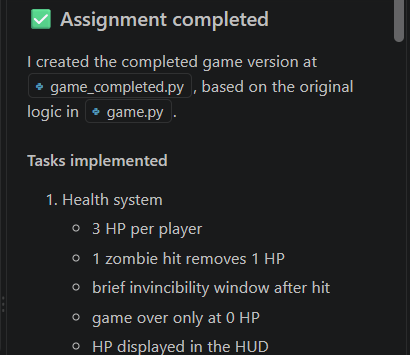 ✅ Assignment completed
I created the completed game version at
game_completed.py, based on the original
logic in game.py.
Tasks implemented
1. Health system
○ 3 HP per player
○ 1 zombie hit removes 1 HP
○ brief invincibility window after hit
○ game over only at 0 HP
○ HP displayed in the HUD